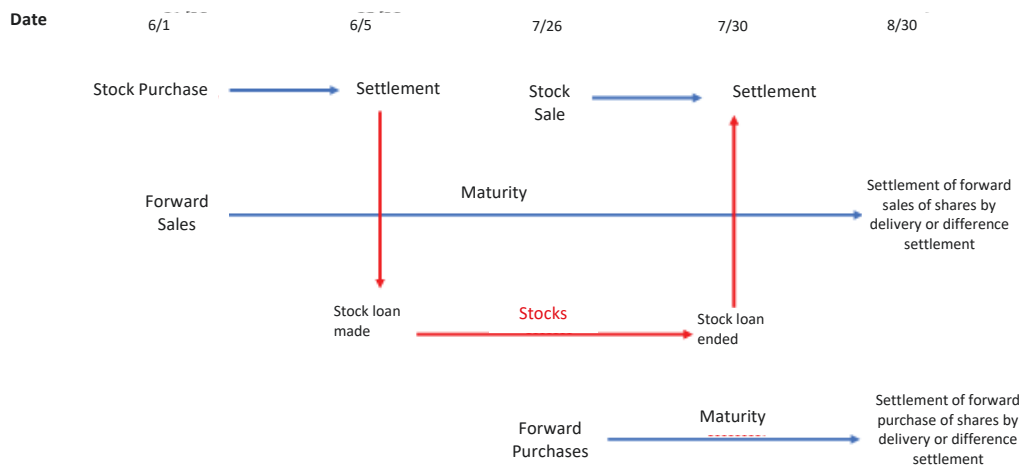 Date
6/1 6/5 7/26 7/30 8/30
Stock Purchase
Settlement
Stock
Sale
Settlement
Forward
Sales
Maturity
Settlement of forward
sales of shares by
delivery or difference
settlement
Stock loan
made
Stocks
Stock loan
ended
Forward
Purchases
Maturity
Settlement of forward
purchase of shares by
delivery or difference
settlement